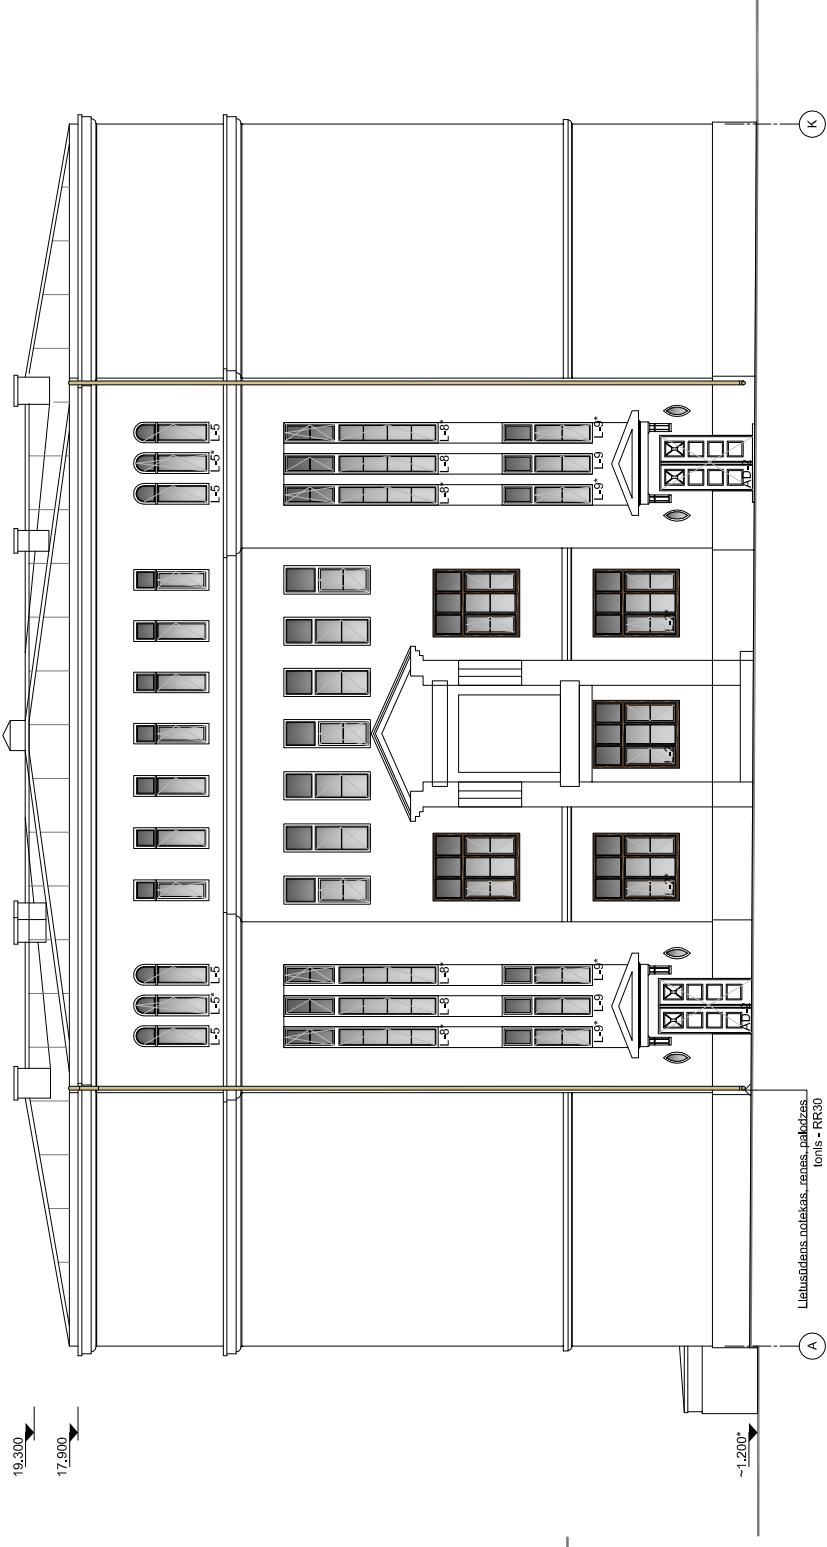 19.300
17.900
~1.200*
L-5
L-5*
L-5
L-5
L-5*
L-5
L-8*
L-8
L-8*
L-8*
L-8
L-8*
L-9*
L-9
L-9*
L-9*
L-9
L-9*
A
K
Lietusūdens notekas, renes, palodzes
tonis - RR30